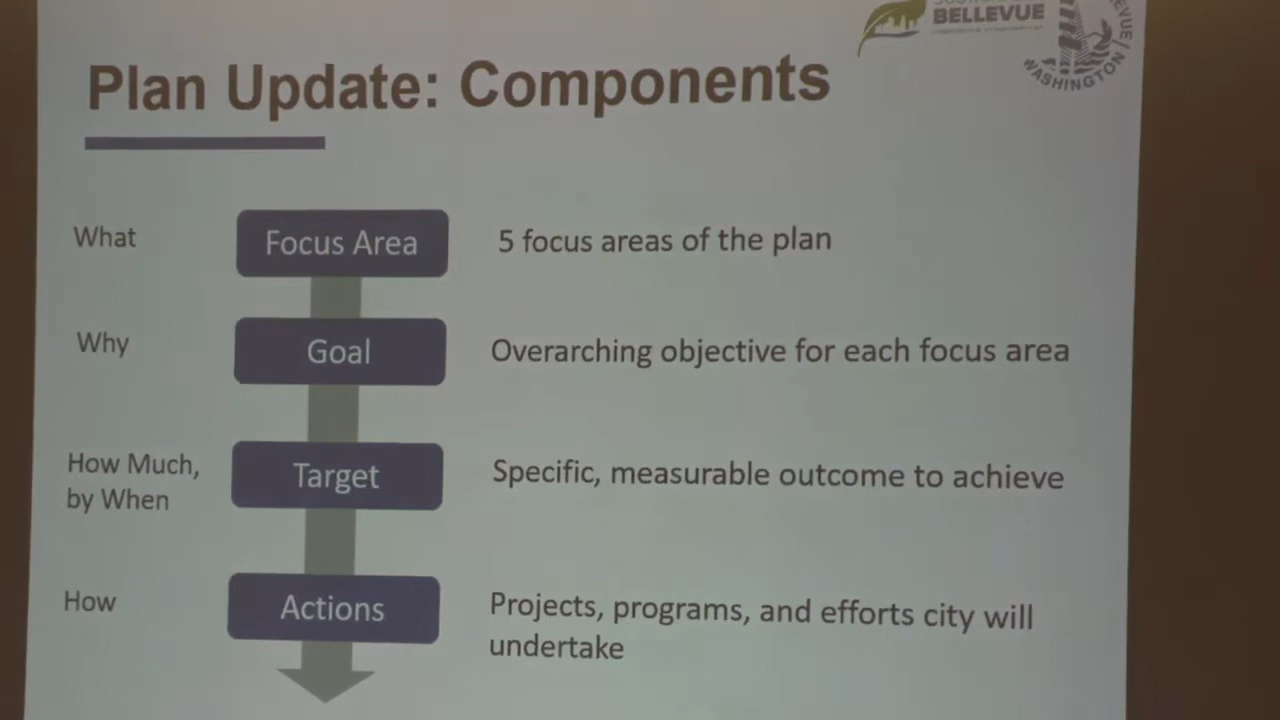 BELLEVUE
WASHINGTON
Plan Update: Components
What
Focus Area
5 focus areas of the plan
Why
Goal
Overarching objective for each focus area
How Much,
by When
Target
Specific, measurable outcome to achieve
How
Actions
Projects, programs, and efforts city will
undertake